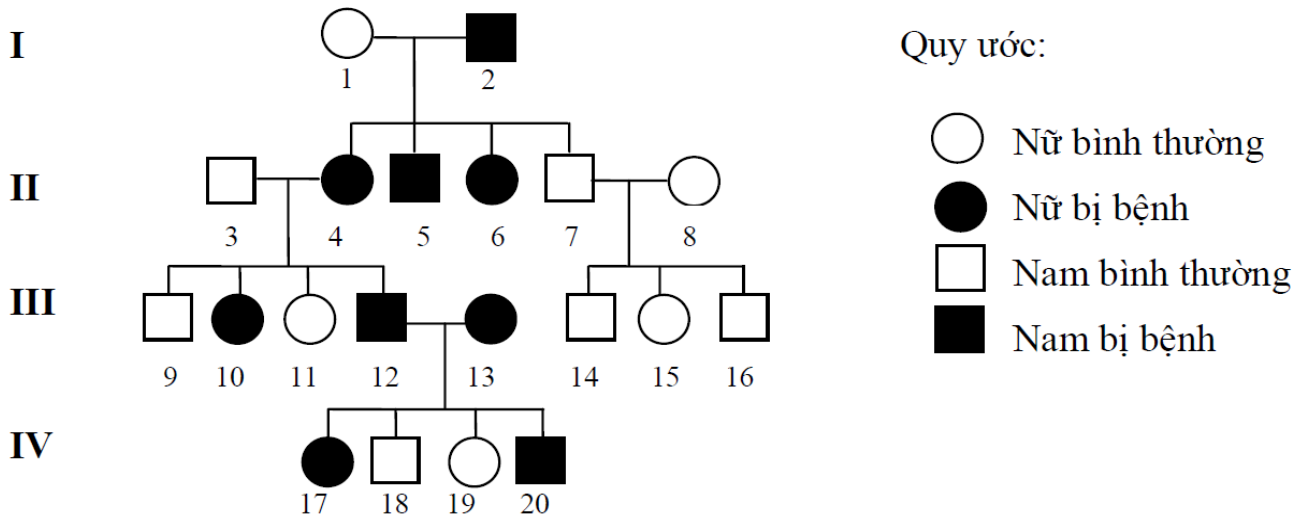 I
1 2
Quy ước:
Nữ bình thường
II
3 4 5 6 7 8
Nữ bị bệnh
Nam bình thường
III
9 10 11 12 13 14 15 16
Nam bị bệnh
IV
17 18 19 20